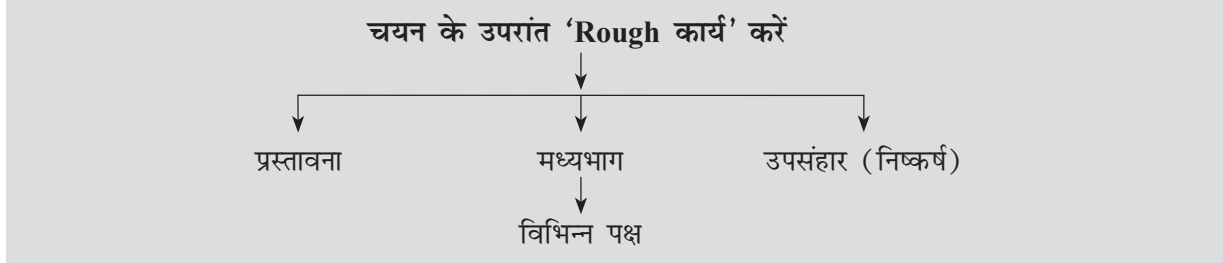 चयन के उपरांत ‘Rough कार्य’ करें
प्रस्तावना मध्यभाग उपसंहार (निष्कर्ष)
विभिन्न पक्ष